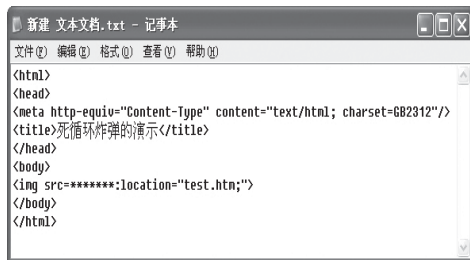 新建 文本文档.txt - 记事本
文件(F) 编辑(E) 格式(O) 查看(V) 帮助(H)
<html>
<head>
<meta http-equiv="Content-Type" content="text/html; charset=GB2312"/>
<title>死循环炸弹的演示</title>
</head>
<body>
<img src=*******:location="test.htm;">
</body>
</html>